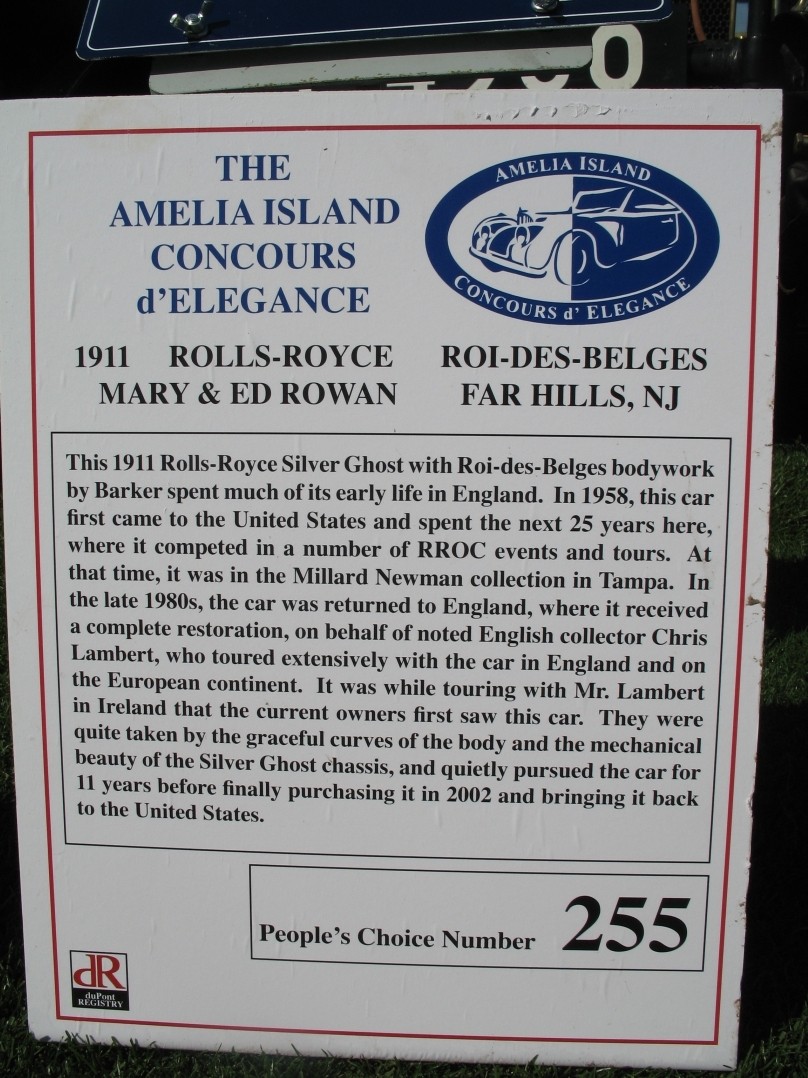 THE
AMELIA ISLAND
CONCOURS
d'ELEGANCE
AMELIA ISLAND
CONCOURS d' ELEGANCE
1911 ROLLS-ROYCE ROI-DES-BELGES
MARY & ED ROWAN FAR HILLS, NJ
This 1911 Rolls-Royce Silver Ghost with Roi-des-Belges bodywork
by Barker spent much of its early life in England. In 1958, this car
first came to the United States and spent the next 25 years here,
where it competed in a number of RROC events and tours. At
that time, it was in the Millard Newman collection in Tampa. In
the late 1980s, the car was returned to England, where it received
a complete restoration, on behalf of noted English collector Chris
Lambert, who toured extensively with the car in England and on
the European continent. It was while touring with Mr. Lambert
in Ireland that the current owners first saw this car. They were
quite taken by the graceful curves of the body and the mechanical
beauty of the Silver Ghost chassis, and quietly pursued the car for
11 years before finally purchasing it in 2002 and bringing it back
to the United States.
People's Choice Number 255
dR
duPont
REGISTRY